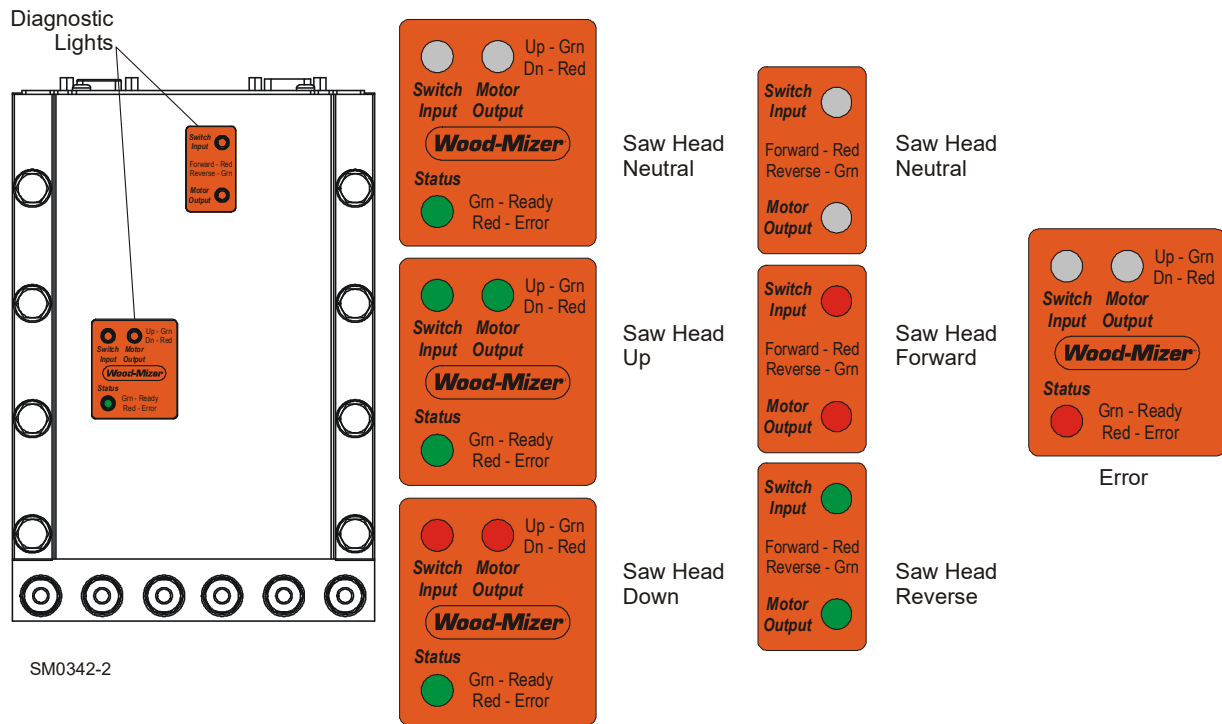 Diagnostic
Lights
Switch
Input
Forward - Red
Reverse - Grn
Motor
Output
Up - Grn
Dn - Red
Switch Motor
Input Output
Wood-Mizer
Status
Grn - Ready
Red - Error
SM0342-2
Up - Grn
Dn - Red
Switch Motor
Input Output
Wood-Mizer
Status
Grn - Ready
Red - Error
Saw Head
Neutral
Up - Grn
Dn - Red
Switch Motor
Input Output
Wood-Mizer
Status
Grn - Ready
Red - Error
Saw Head
Up
Up - Grn
Dn - Red
Switch Motor
Input Output
Wood-Mizer
Status
Grn - Ready
Red - Error
Saw Head
Down
Switch
Input
Forward - Red
Reverse - Grn
Motor
Output
Saw Head
Neutral
Switch
Input
Forward - Red
Reverse - Grn
Motor
Output
Saw Head
Forward
Switch
Input
Forward - Red
Reverse - Grn
Motor
Output
Saw Head
Reverse
Up - Grn
Dn - Red
Switch Motor
Input Output
Wood-Mizer
Status
Grn - Ready
Red - Error
Error